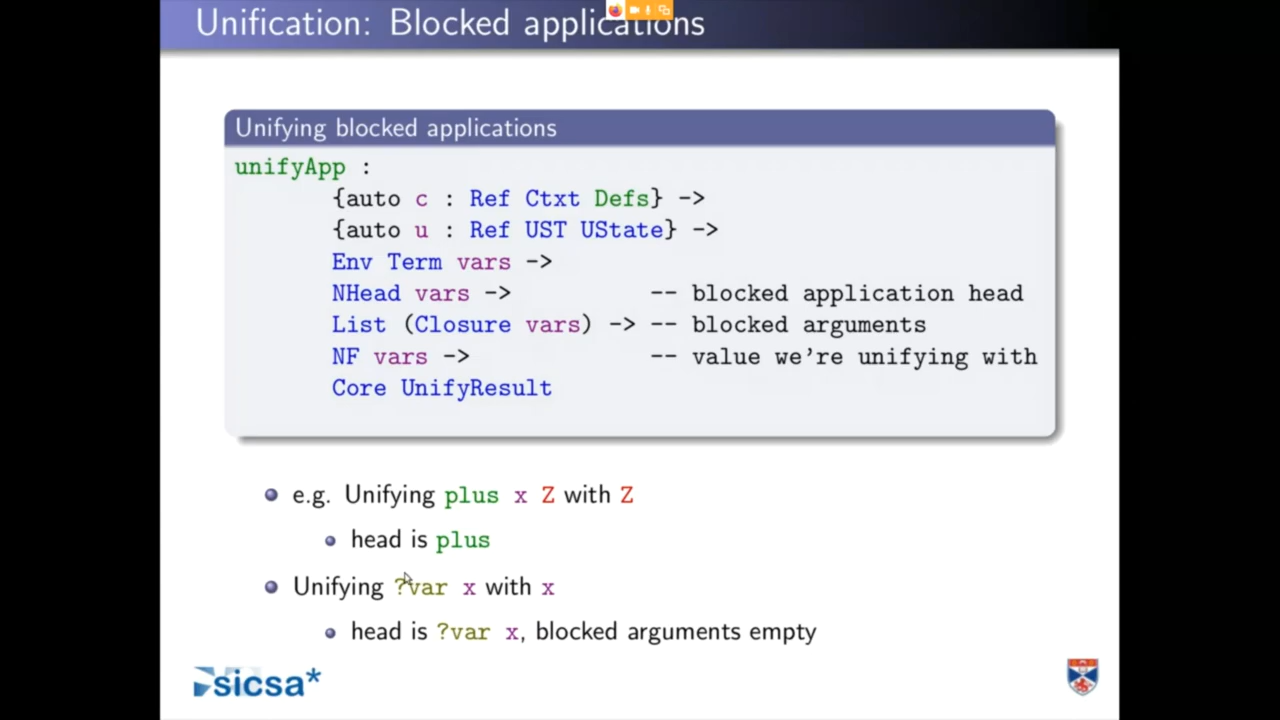 Unification: Blocked applications
Unifying blocked applications
unifyApp :
{auto c : Ref Ctxt Defs} ->
{auto u : Ref UST UState} ->
Env Term vars ->
NHead vars -> -- blocked application head
List (Closure vars) -> -- blocked arguments
NF vars -> -- value we're unifying with
Core UnifyResult
e.g. Unifying plus x Z with Z
head is plus
Unifying ?var x with x
head is ?var x, blocked arguments empty
sicsa*